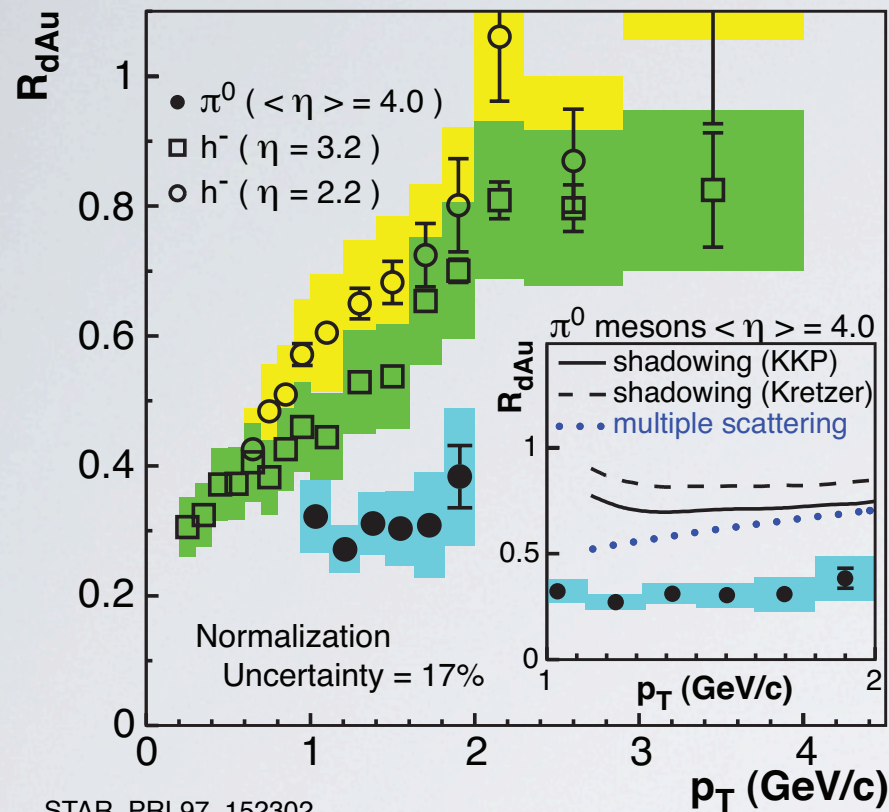 R_dAu
1
0.8
0.6
0.4
0.2
0
π⁰ ( < η > = 4.0 )
h⁻ ( η = 3.2 )
h⁻ ( η = 2.2 )
Normalization
Uncertainty = 17%
π⁰ mesons < η > = 4.0
R_dAu
shadowing (KKP)
shadowing (Kretzer)
multiple scattering
1
0.5
0
1
2
p_T (GeV/c)
0 1 2 3 4
p_T (GeV/c)
STAR PRL97, 152302